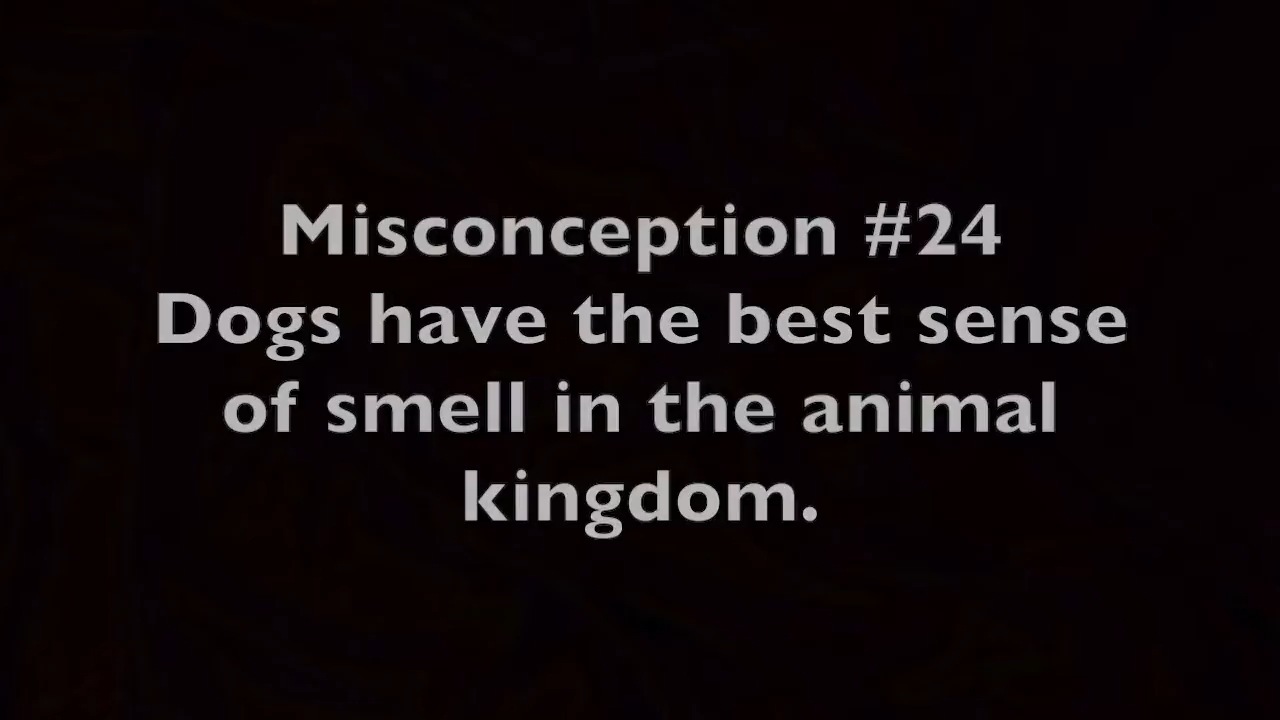 Misconception #24
Dogs have the best sense
of smell in the animal
kingdom.